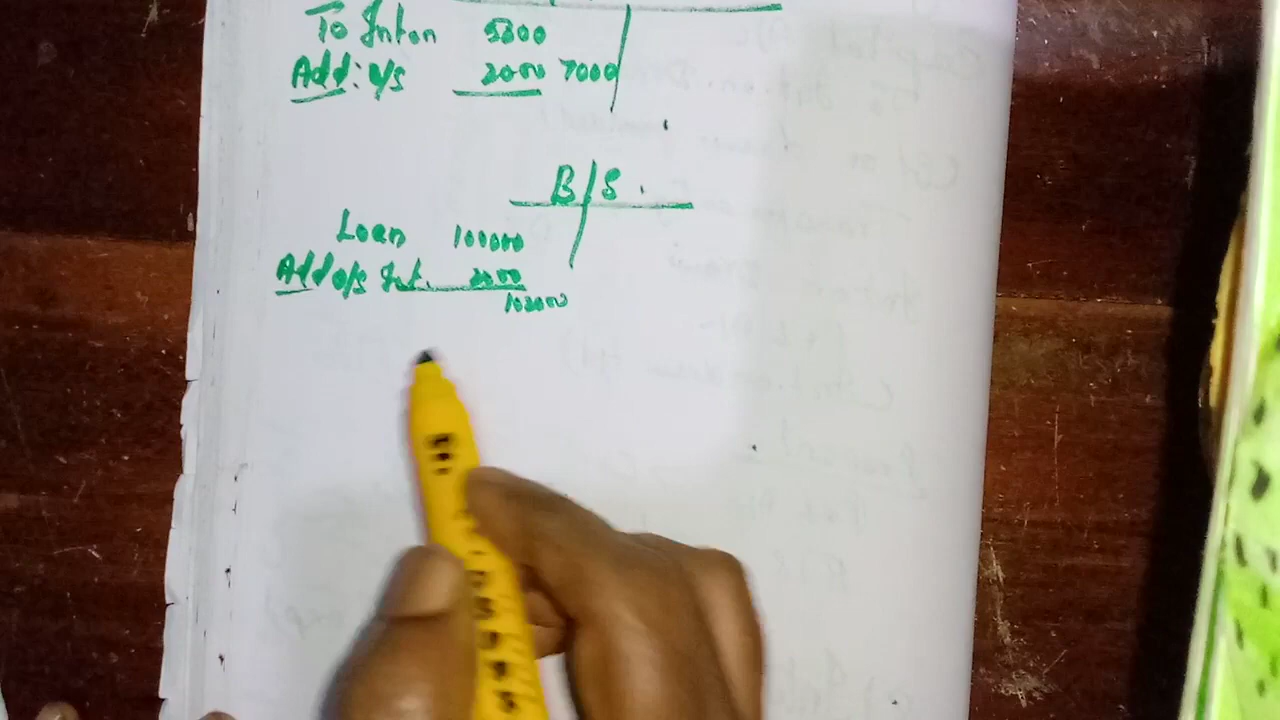 To Inton 5000
Add: o/s 2000 7000
B/S
Loan 100000
Add o/s Int. 2000
102000